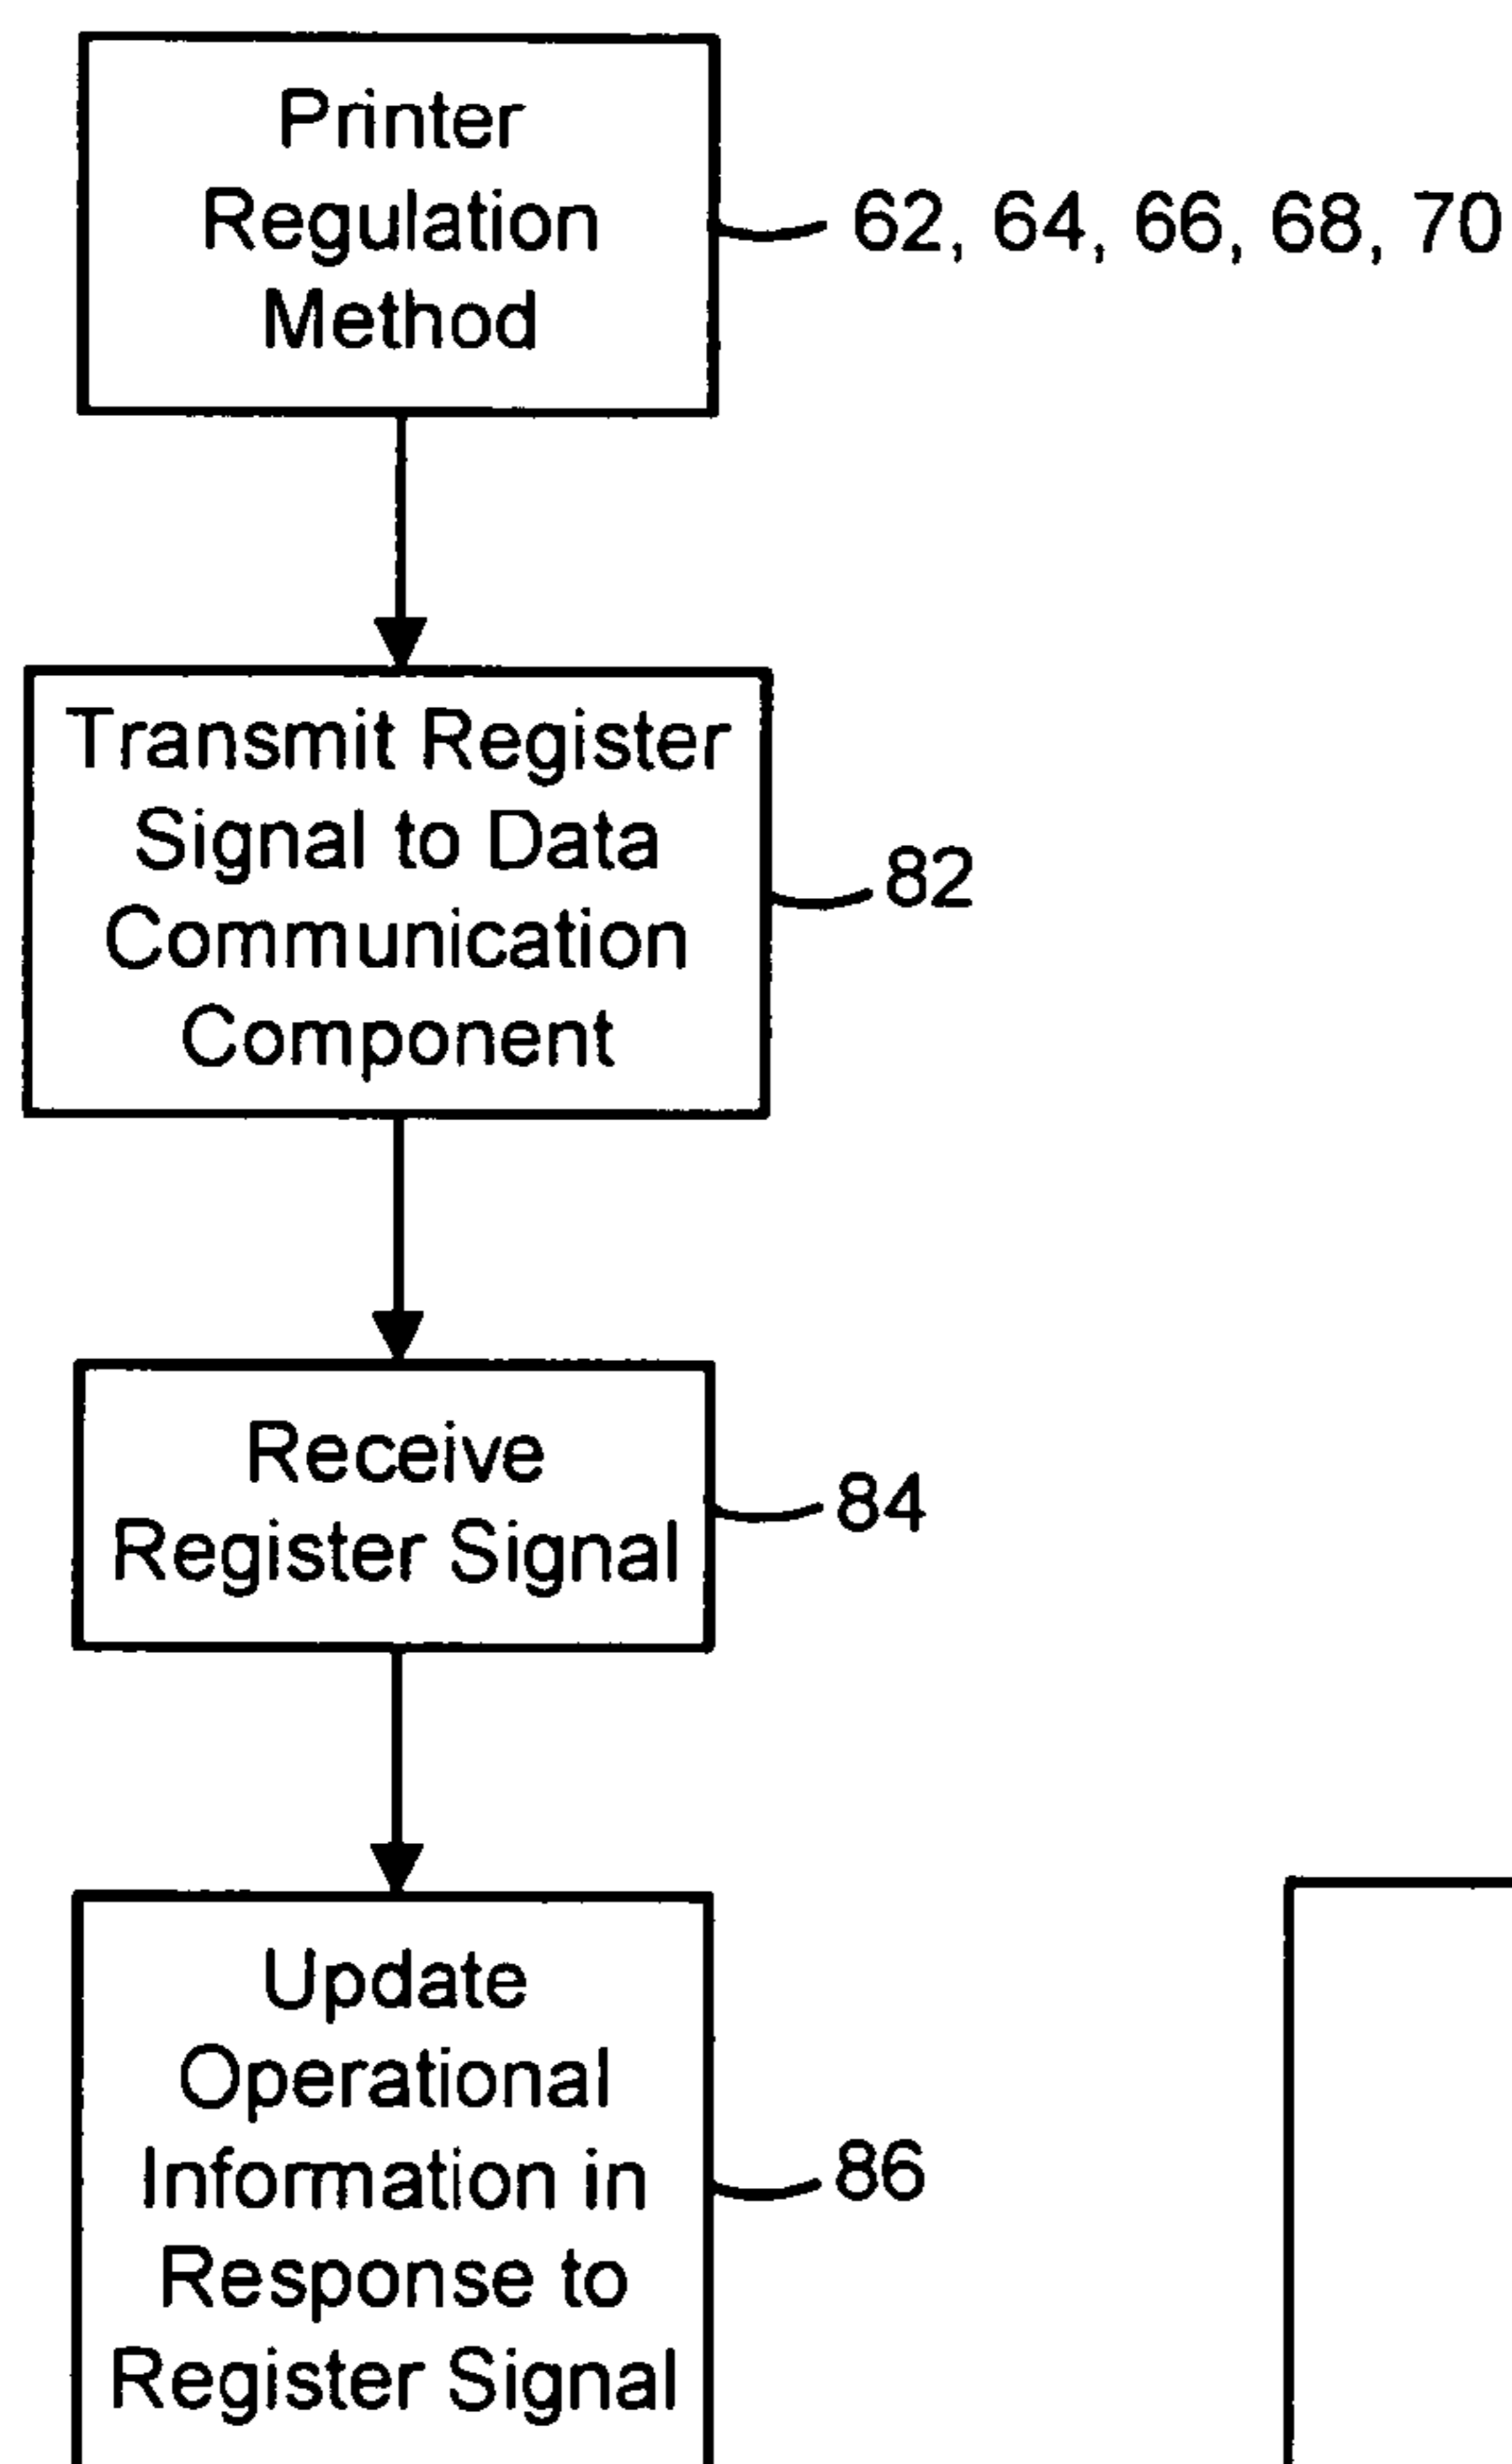 Printer
Regulation
Method
62, 64, 66, 68, 70
Transmit Register
Signal to Data
Communication
Component
82
Receive
Register Signal
84
Update
Operational
Information in
Response to
Register Signal
86